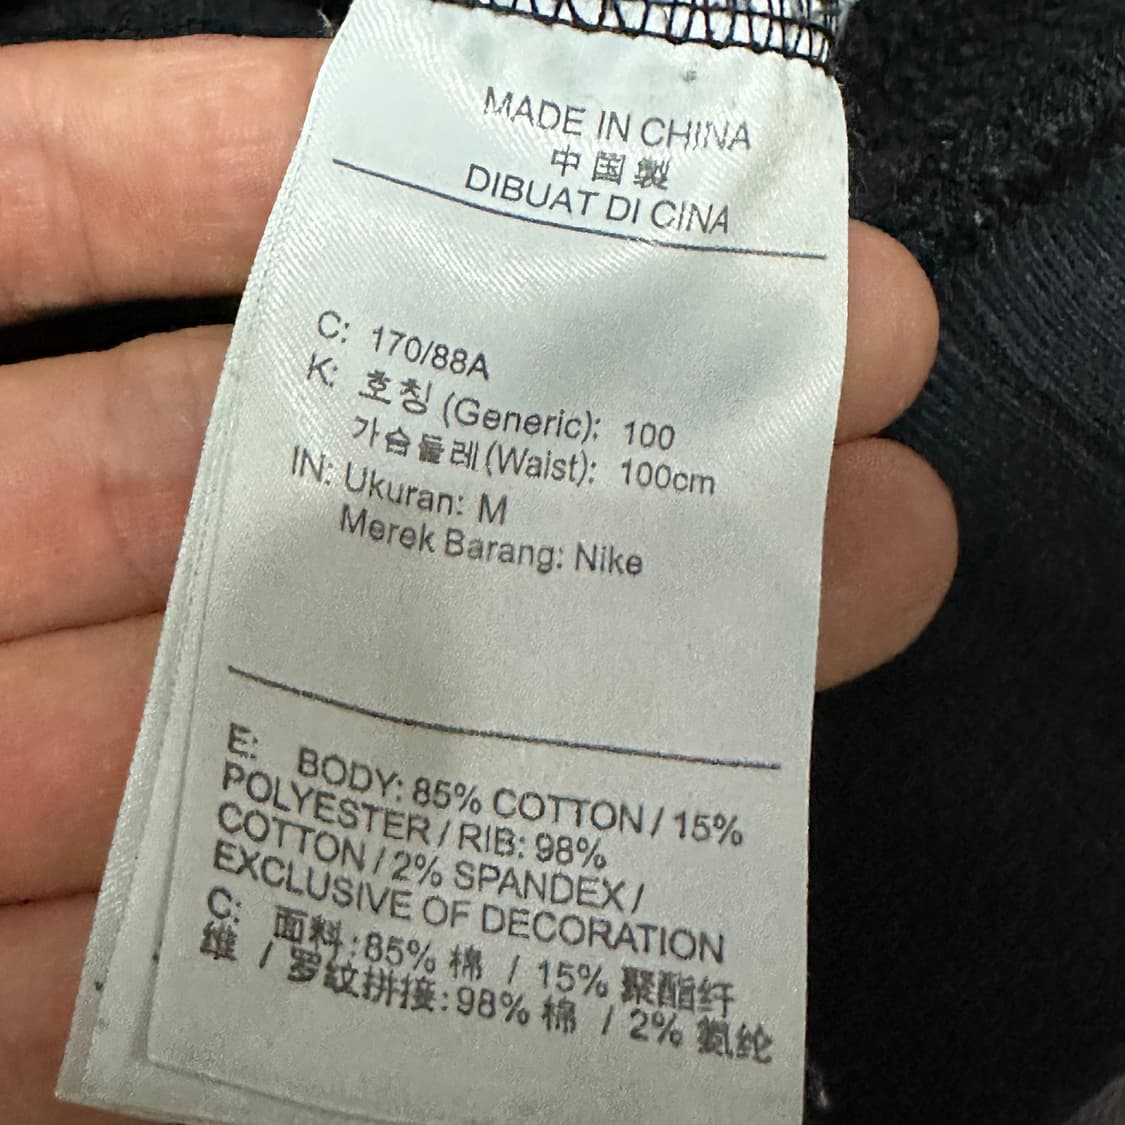 MADE IN CHINA
中国製
DIBUAT DI CINA
C: 170/88A
K: 호칭 (Generic): 100
가슴둘레 (Waist): 100cm
IN: Ukuran: M
Merek Barang: Nike
E: BODY: 85% COTTON / 15%
POLYESTER / RIB: 98%
COTTON / 2% SPANDEX /
EXCLUSIVE OF DECORATION
C: 面料:85% 棉 / 15% 聚酯纤
维 / 罗纹拼接:98% 棉 / 2% 氨纶